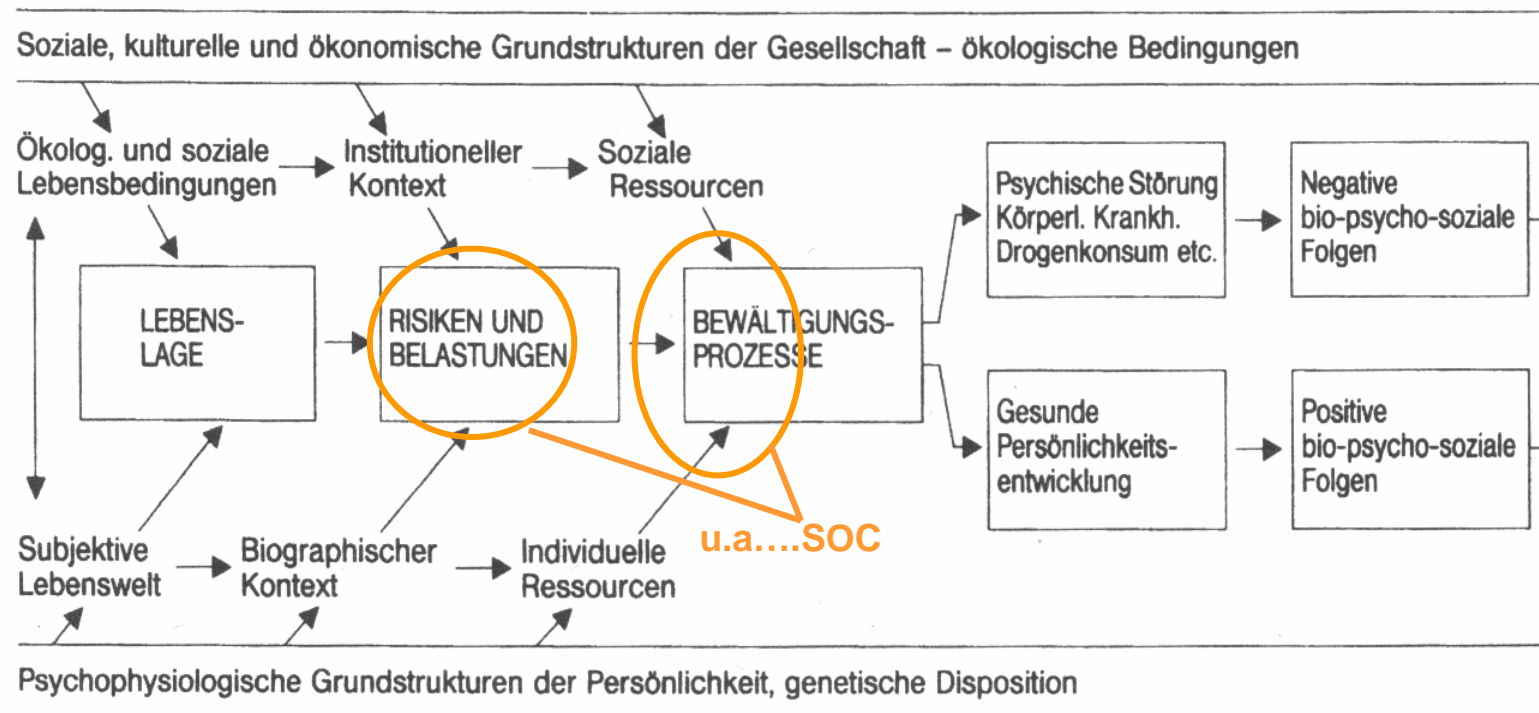 Soziale, kulturelle und ökonomische Grundstrukturen der Gesellschaft – ökologische Bedingungen
Ökolog. und soziale
Lebensbedingungen
Institutioneller
Kontext
Soziale
Ressourcen
Psychische Störung
Körperl. Krankh.
Drogenkonsum etc.
Negative
bio-psycho-soziale
Folgen
LEBENS-
LAGE
RISIKEN UND
BELASTUNGEN
BEWÄLTIGUNGS-
PROZESSE
Gesunde
Persönlichkeits-
entwicklung
Positive
bio-psycho-soziale
Folgen
Subjektive
Lebenswelt
Biographischer
Kontext
Individuelle
Ressourcen
u.a....SOC
Psychophysiologische Grundstrukturen der Persönlichkeit, genetische Disposition